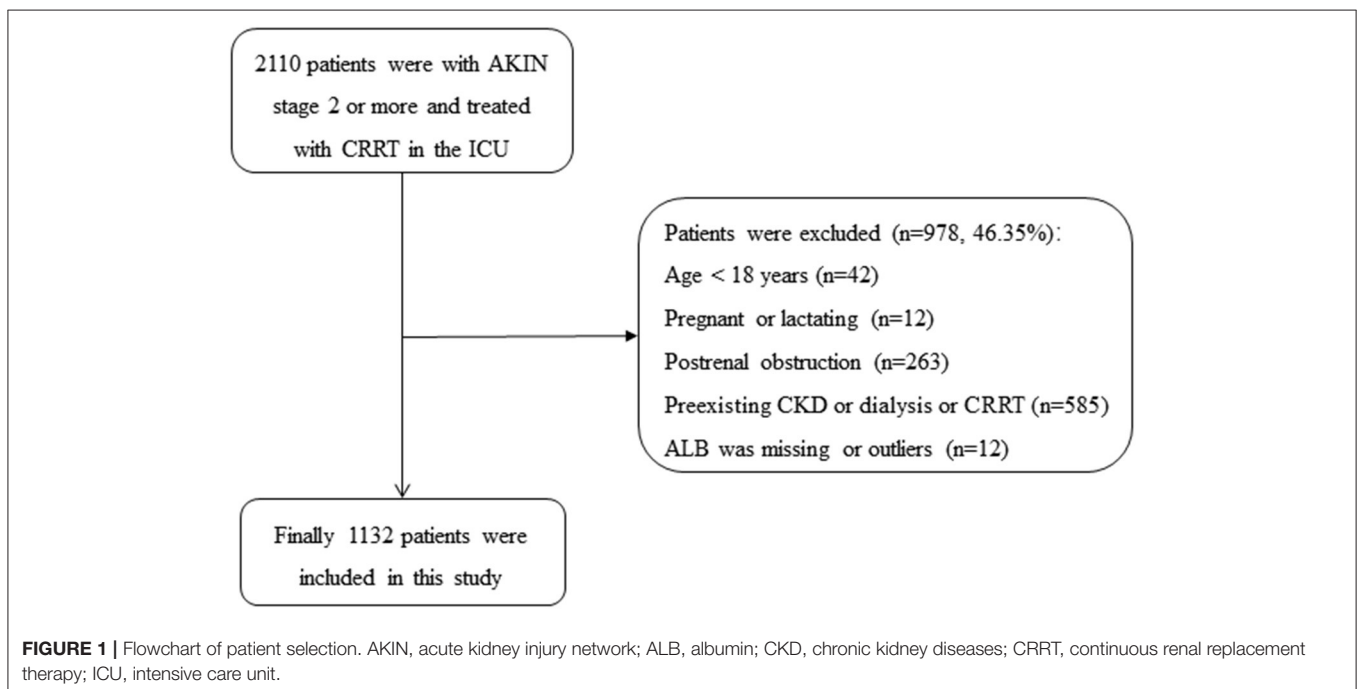 2110 patients were with AKIN
stage 2 or more and treated
with CRRT in the ICU
Patients were excluded (n=978, 46.35%):
Age < 18 years (n=42)
Pregnant or lactating (n=12)
Postrenal obstruction (n=263)
Preexisting CKD or dialysis or CRRT (n=585)
ALB was missing or outliers (n=12)
Finally 1132 patients were
included in this study
FIGURE 1 | Flowchart of patient selection. AKIN, acute kidney injury network; ALB, albumin; CKD, chronic kidney diseases; CRRT, continuous renal replacement
therapy; ICU, intensive care unit.